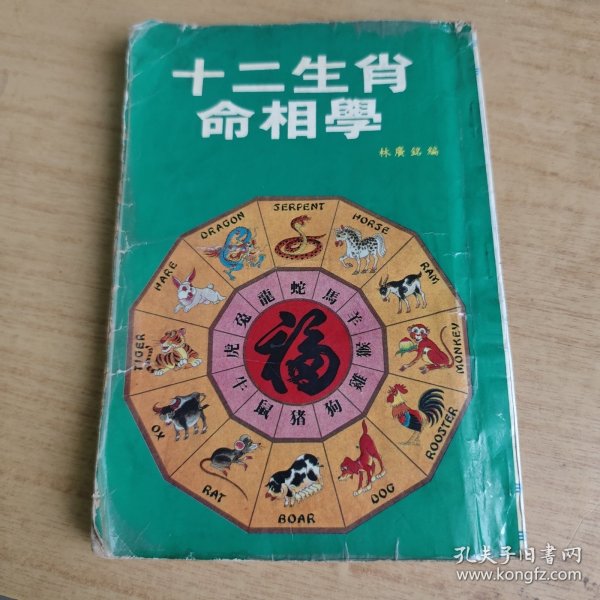 十二生肖
命相學
林廣銘編
SERPENT
HORSE
RAM
MONKEY
ROOSTER
DOG
BOAR
RAT
OX
TIGER
HARE
DRAGON
蛇
馬
羊
猴
雞
狗
猪
鼠
牛
虎
兔
龍
福
孔夫子旧書网
www.kongfz.com